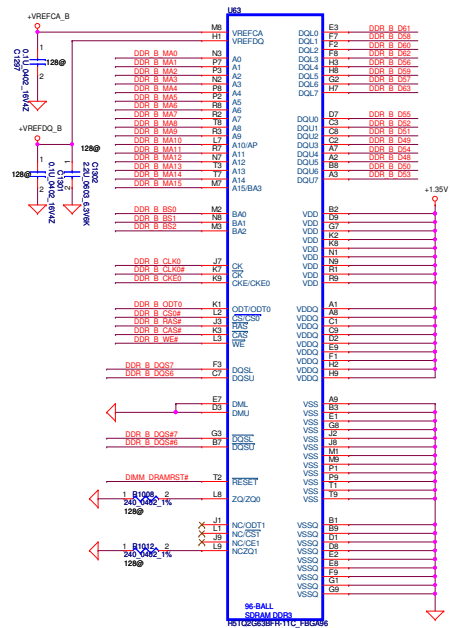 U63
+VREFCA_B
M8 VREFCA
H1 VREFDQ
C1297
0.1U_0402_16V4Z
128@
1
2
+VREFDQ_B
128@
128@
C1301
0.1U_0402_16V4Z
C1302
2.2U_0603_6.3V6K
1
2
1
2
DDR_B_MA0 N3 A0
DDR_B_MA1 P7 A1
DDR_B_MA2 P3 A2
DDR_B_MA3 N2 A3
DDR_B_MA4 P8 A4
DDR_B_MA5 P2 A5
DDR_B_MA6 R8 A6
DDR_B_MA7 R2 A7
DDR_B_MA8 T8 A8
DDR_B_MA9 R3 A9
DDR_B_MA10 L7 A10/AP
DDR_B_MA11 R7 A11
DDR_B_MA12 N7 A12
DDR_B_MA13 T3 A13
DDR_B_MA14 T7 A14
DDR_B_MA15 M7 A15/BA3
DDR_B_BS0 M2 BA0
DDR_B_BS1 N8 BA1
DDR_B_BS2 M3 BA2
DDR_B_CLK0 J7 CK
DDR_B_CLK0# K7 CK
DDR_B_CKE0 K9 CKE/CKE0
DDR_B_ODT0 K1 ODT/ODT0
DDR_B_CS0# L2 CS/CS0
DDR_B_RAS# J3 RAS
DDR_B_CAS# K3 CAS
DDR_B_WE# L3 WE
DDR_B_DQS7 F3 DQSL
DDR_B_DQS6 C7 DQSU
E7 DML
D3 DMU
DDR_B_DQS#7 G3 DQSL
DDR_B_DQS#6 B7 DQSU
DIMM_DRAMRST# T2 RESET
1 R1008 2 L8 ZQ/ZQ0
240_0402_1%
128@
J1 NC/ODT1
L1 NC/CS1
J9 NC/CE1
L9 NCZQ1
1 R1012 2
240_0402_1%
128@
DQL0 E3 DDR_B_D61
DQL1 F7 DDR_B_D58
DQL2 F2 DDR_B_D60
DQL3 F8 DDR_B_D62
DQL4 H3 DDR_B_D56
DQL5 H8 DDR_B_D59
DQL6 G2 DDR_B_D57
DQL7 H7 DDR_B_D63
DQU0 D7 DDR_B_D55
DQU1 C3 DDR_B_D52
DQU2 C8 DDR_B_D51
DQU3 C2 DDR_B_D49
DQU4 A7 DDR_B_D54
DQU5 A2 DDR_B_D48
DQU6 B8 DDR_B_D50
DQU7 A3 DDR_B_D53
+1.35V
VDD B2
VDD D9
VDD G7
VDD K2
VDD K8
VDD N1
VDD N9
VDD R1
VDD R9
VDDQ A1
VDDQ A8
VDDQ C1
VDDQ C9
VDDQ D2
VDDQ E9
VDDQ F1
VDDQ H2
VDDQ H9
VSS A9
VSS B3
VSS E1
VSS G8
VSS J2
VSS J8
VSS M1
VSS M9
VSS P1
VSS P9
VSS T1
VSS T9
VSSQ B1
VSSQ B9
VSSQ D1
VSSQ D8
VSSQ E2
VSSQ E8
VSSQ F9
VSSQ G1
VSSQ G9
96-BALL
SDRAM DDR3
H5TQ2G63BFR-11C_FBGA96